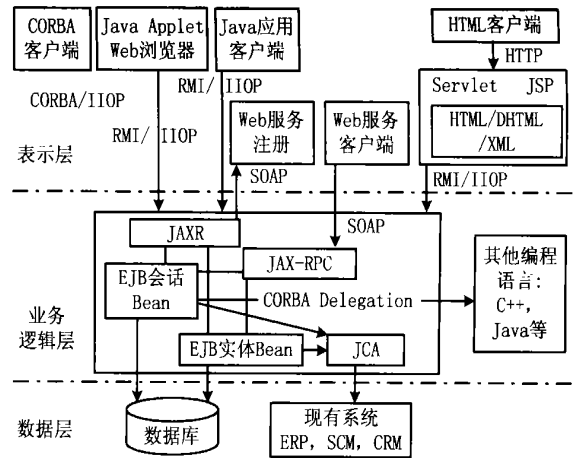 CORBA
客户端
Java Applet
Web浏览器
Java应用
客户端
HTML客户端
HTTP
CORBA/IIOP
RMI/ IIOP
RMI/ IIOP
Web服务
注册
Web服务
客户端
Servlet JSP
HTML/DHTML
/XML
表示层
SOAP
RMI/IIOP
JAXR
SOAP
JAX-RPC
EJB会话
Bean
CORBA Delegation
其他编程
语言:
C++,
Java等
业务
逻辑层
EJB实体Bean
JCA
数据层
数据库
现有系统
ERP, SCM, CRM